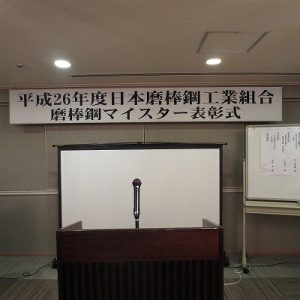 平成26年度日本磨棒鋼工業組合
磨棒鋼マイスター表彰式